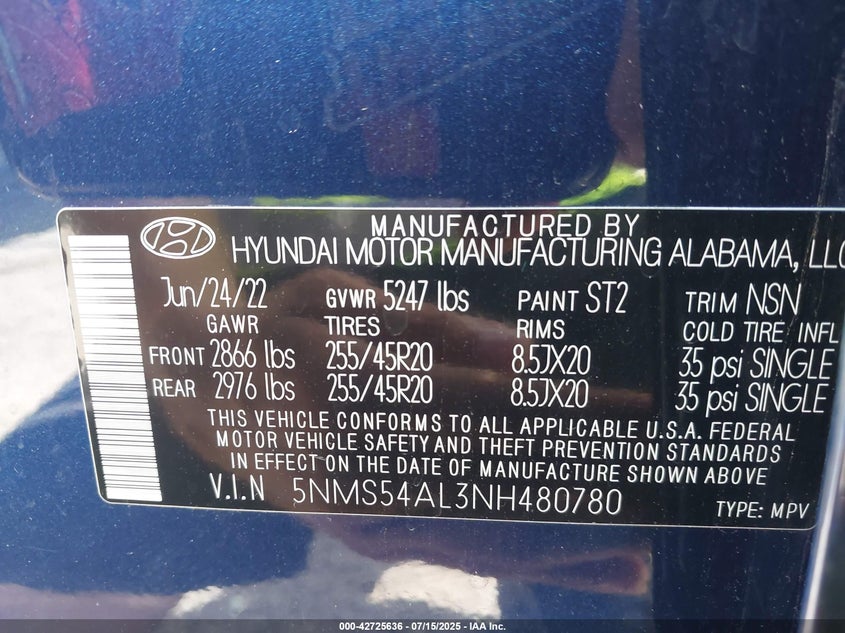 MANUFACTURED BY
HYUNDAI MOTOR MANUFACTURING ALABAMA, LLC
Jun/24/22 GVWR 5247 lbs PAINT ST2 TRIM NSN
GAWR TIRES RIMS COLD TIRE INFL
FRONT 2866 lbs 255/45R20 8.5JX20 35 psi SINGLE
REAR 2976 lbs 255/45R20 8.5JX20 35 psi SINGLE
THIS VEHICLE CONFORMS TO ALL APPLICABLE U.S.A. FEDERAL
MOTOR VEHICLE SAFETY AND THEFT PREVENTION STANDARDS
IN EFFECT ON THE DATE OF MANUFACTURE SHOWN ABOVE
V.I.N 5NMS54AL3NH480780 TYPE: MPV
000-42725636 - 07/15/2025 - IAA Inc.